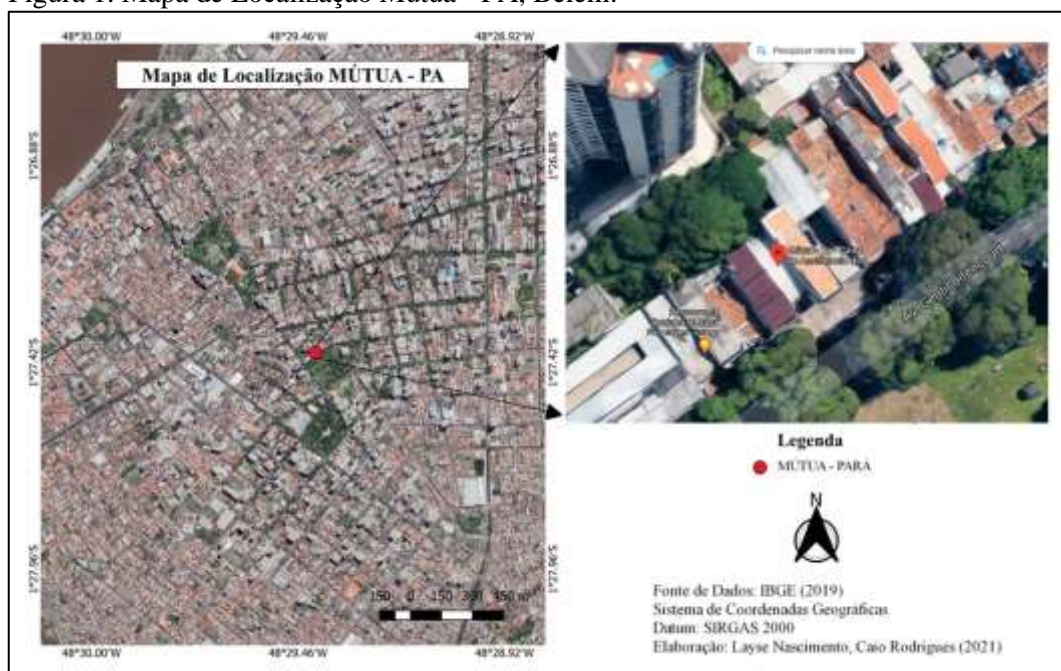 Figura 1: Mapa de Localização Mútua - PA, Belém.
48°30.00'W 48°29.46'W 48°28.92'W
Mapa de Localização MÚTUA - PA
Pesquisar nesta área
1°26.88'S 1°26.88'S
1°27.42'S 1°27.42'S
1°27.96'S 1°27.96'S
Legenda
MÚTUA - PARÁ
N
150 0 150 300 450 m
Fonte de Dados: IBGE (2019)
Sistema de Coordenadas Geográficas
Datum: SIRGAS 2000
Elaboração: Layse Nascimento, Caio Rodrigues (2021)
48°30.00'W 48°29.46'W 48°28.92'W